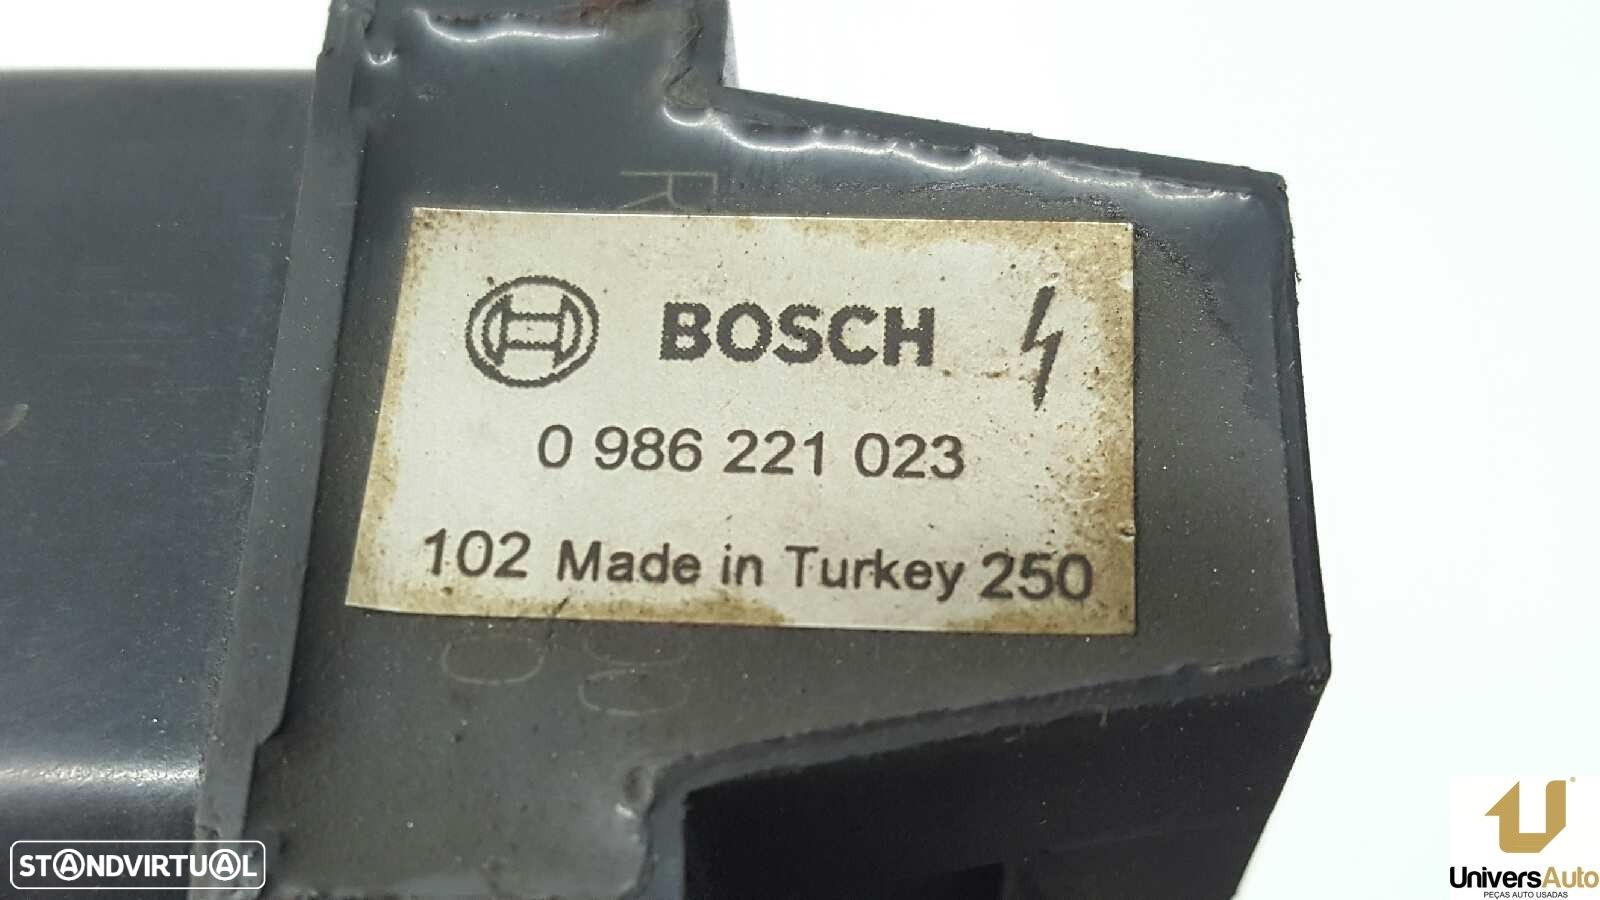 R
BOSCH
0 986 221 023
102 Made in Turkey 250
STANDVIRTUAL
UniversAuto
PEÇAS AUTO USADAS